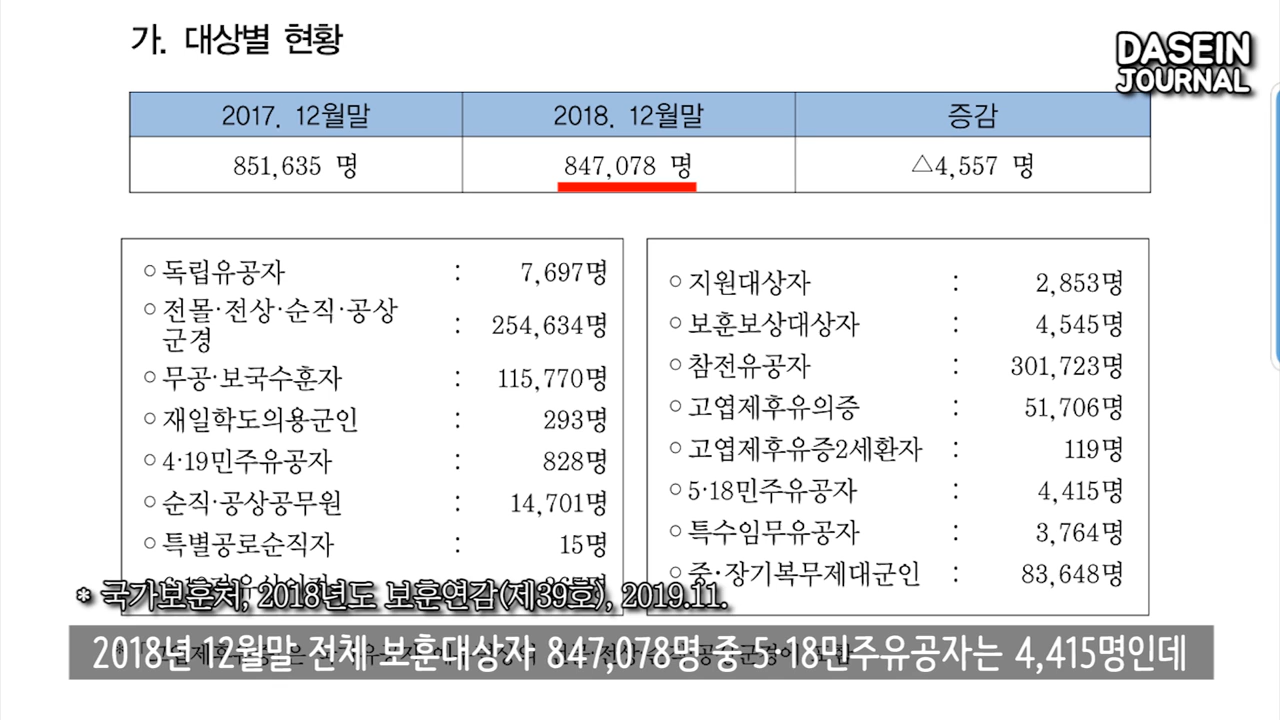 가. 대상별 현황
DASEIN
JOURNAL
2017. 12월말 2018. 12월말 증감
851,635 명 847,078 명 △4,557 명
○ 독립유공자 : 7,697명
○ 전몰·전상·순직·공상
군경 : 254,634명
○ 무공·보국수훈자 : 115,770명
○ 재일학도의용군인 : 293명
○ 4·19민주유공자 : 828명
○ 순직·공상공무원 : 14,701명
○ 특별공로순직자 : 15명
○ 지원대상자 : 2,853명
○ 보훈보상대상자 : 4,545명
○ 참전유공자 : 301,723명
○ 고엽제후유의증 : 51,706명
○ 고엽제후유증2세환자 : 119명
○ 5·18민주유공자 : 4,415명
○ 특수임무유공자 : 3,764명
○ 중·장기복무제대군인 : 83,648명
* 국가보훈처, 2018년도 보훈연감(제39호), 2019.11.
2018년 12월말 전체 보훈대상자 847,078명 중 5·18민주유공자는 4,415명인데